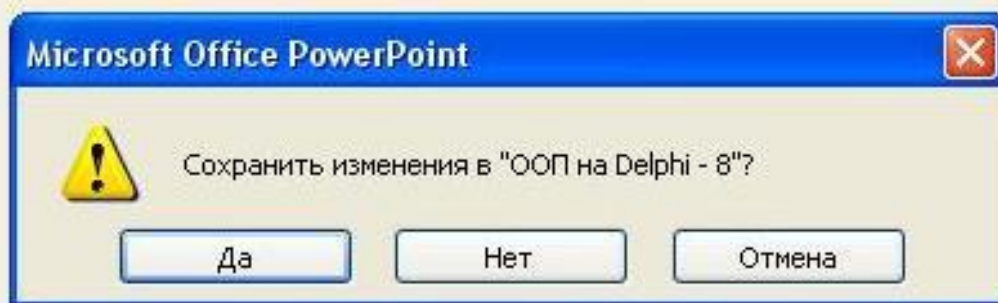 Microsoft Office PowerPoint
Сохранить изменения в "ООП на Delphi - 8"?
Да Нет Отмена